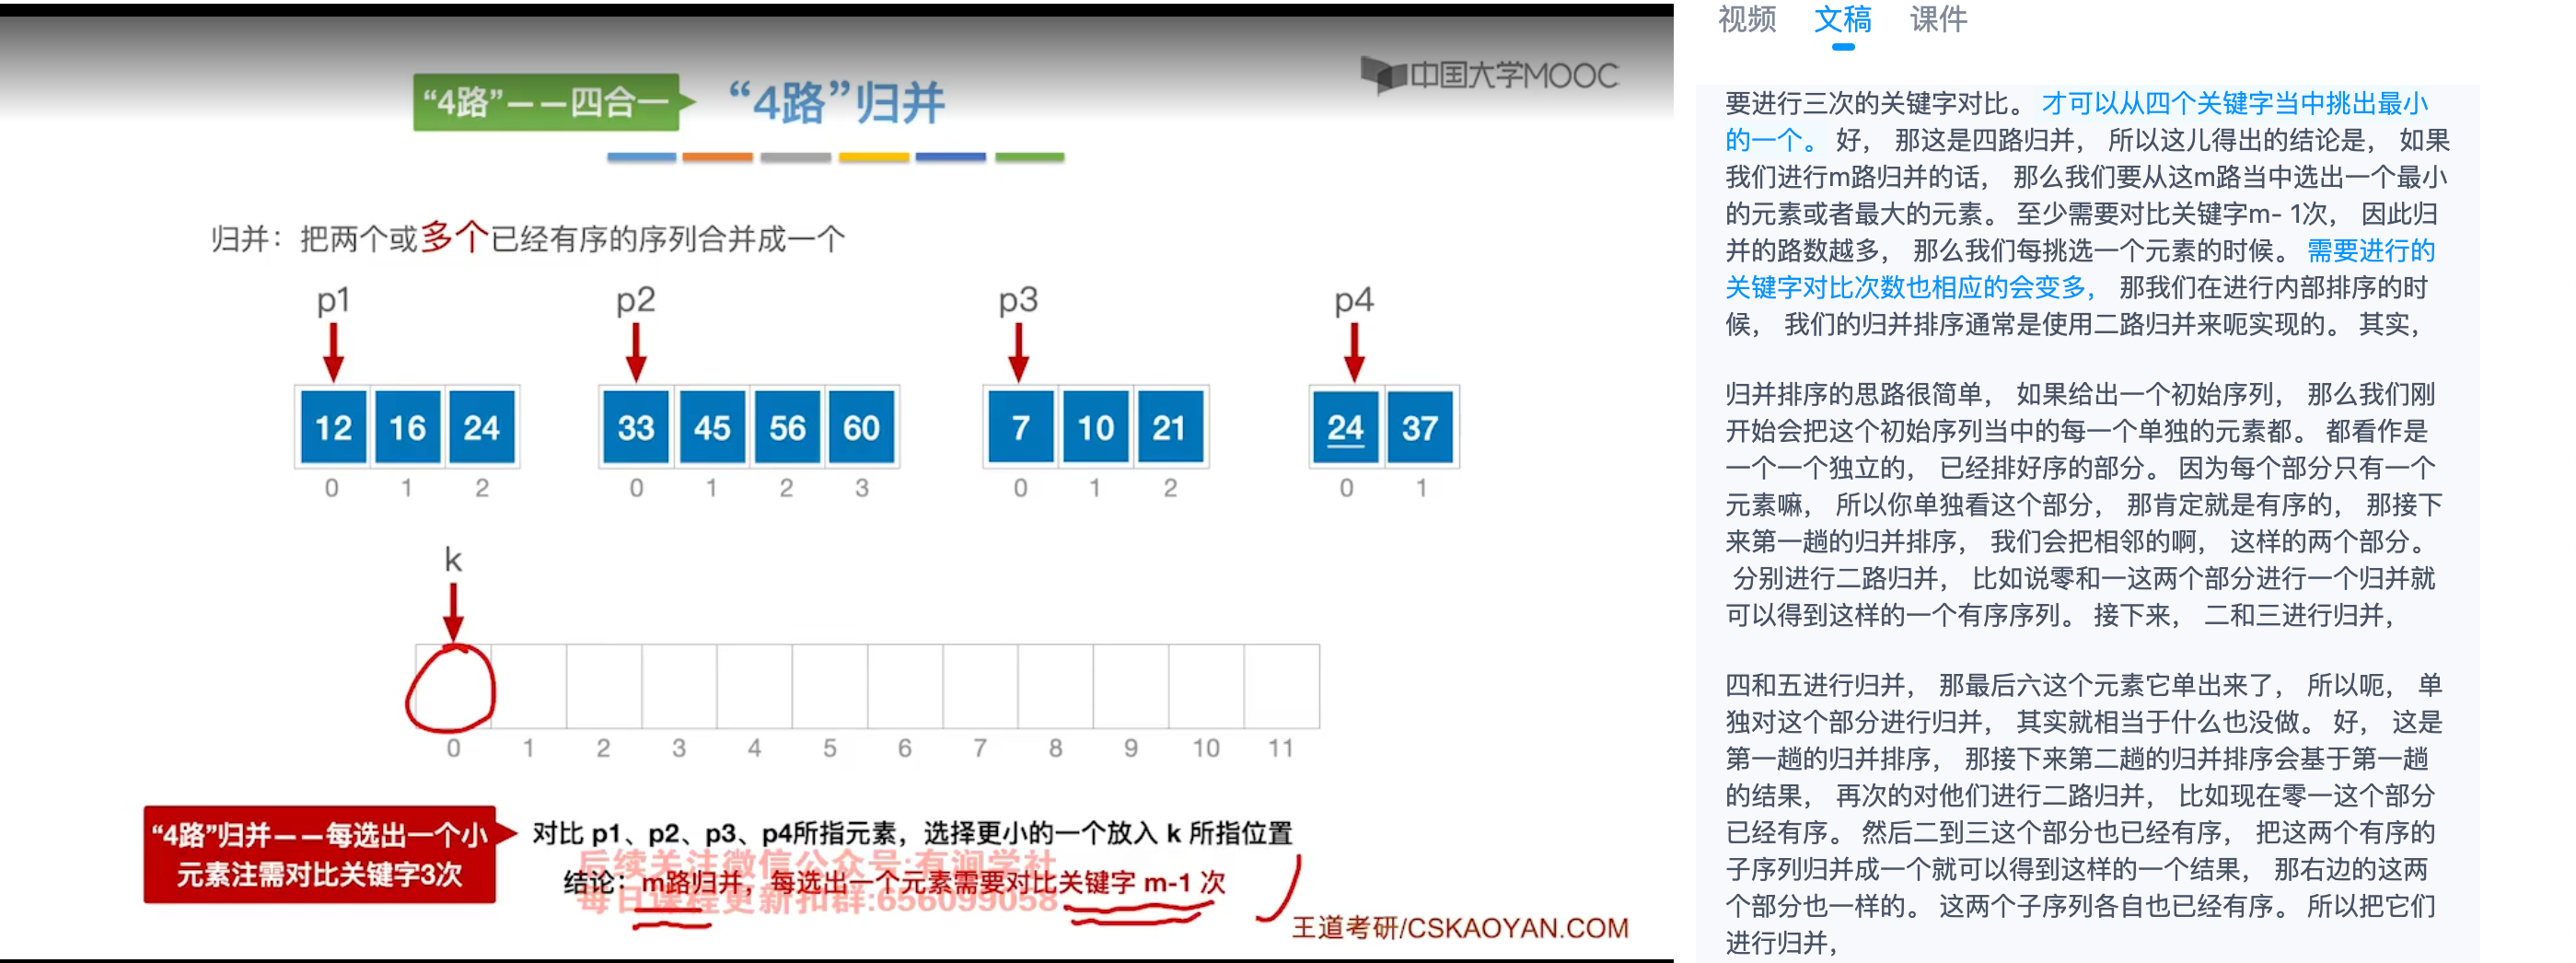 “4路”——四合一
“4路”归并
中国大学MOOC
归并：把两个或多个已经有序的序列合并成一个
p1
p2
p3
p4
12 16 24
33 45 56 60
7 10 21
24 37
0 1 2
0 1 2 3
0 1 2
0 1
k
0 1 2 3 4 5 6 7 8 9 10 11
“4路”归并——每选出一个小
元素注需对比关键字3次
对比 p1、p2、p3、p4所指元素，选择更小的一个放入 k 所指位置
后续关注微信公众号:有涧学社
结论：m路归并，每选出一个元素需要对比关键字 m-1 次
每日课程更新扣群:656099058
王道考研/CSKAOYAN.COM
视频 文稿 课件
要进行三次的关键字对比。 才可以从四个关键字当中挑出最小
的一个。 好， 那这是四路归并， 所以这儿得出的结论是， 如果
我们进行m路归并的话， 那么我们要从这m路当中选出一个最小
的元素或者最大的元素。 至少需要对比关键字m- 1次， 因此归
并的路数越多， 那么我们每挑选一个元素的时候。 需要进行的
关键字对比次数也相应的会变多， 那我们在进行内部排序的时
候， 我们的归并排序通常是使用二路归并来呃实现的。 其实，
归并排序的思路很简单， 如果给出一个初始序列， 那么我们刚
开始会把这个初始序列当中的每一个单独的元素都。 都看作是
一个一个独立的， 已经排好序的部分。 因为每个部分只有一个
元素嘛， 所以你单独看这个部分， 那肯定就是有序的， 那接下
来第一趟的归并排序， 我们会把相邻的啊， 这样的两个部分。
分别进行二路归并， 比如说零和一这两个部分进行一个归并就
可以得到这样的一个有序序列。 接下来， 二和三进行归并，
四和五进行归并， 那最后六这个元素它单出来了， 所以呃， 单
独对这个部分进行归并， 其实就相当于什么也没做。 好， 这是
第一趟的归并排序， 那接下来第二趟的归并排序会基于第一趟
的结果， 再次的对他们进行二路归并， 比如现在零一这个部分
已经有序。 然后二到三这个部分也已经有序， 把这两个有序的
子序列归并成一个就可以得到这样的一个结果， 那右边的这两
个部分也一样的。 这两个子序列各自也已经有序。 所以把它们
进行归并，